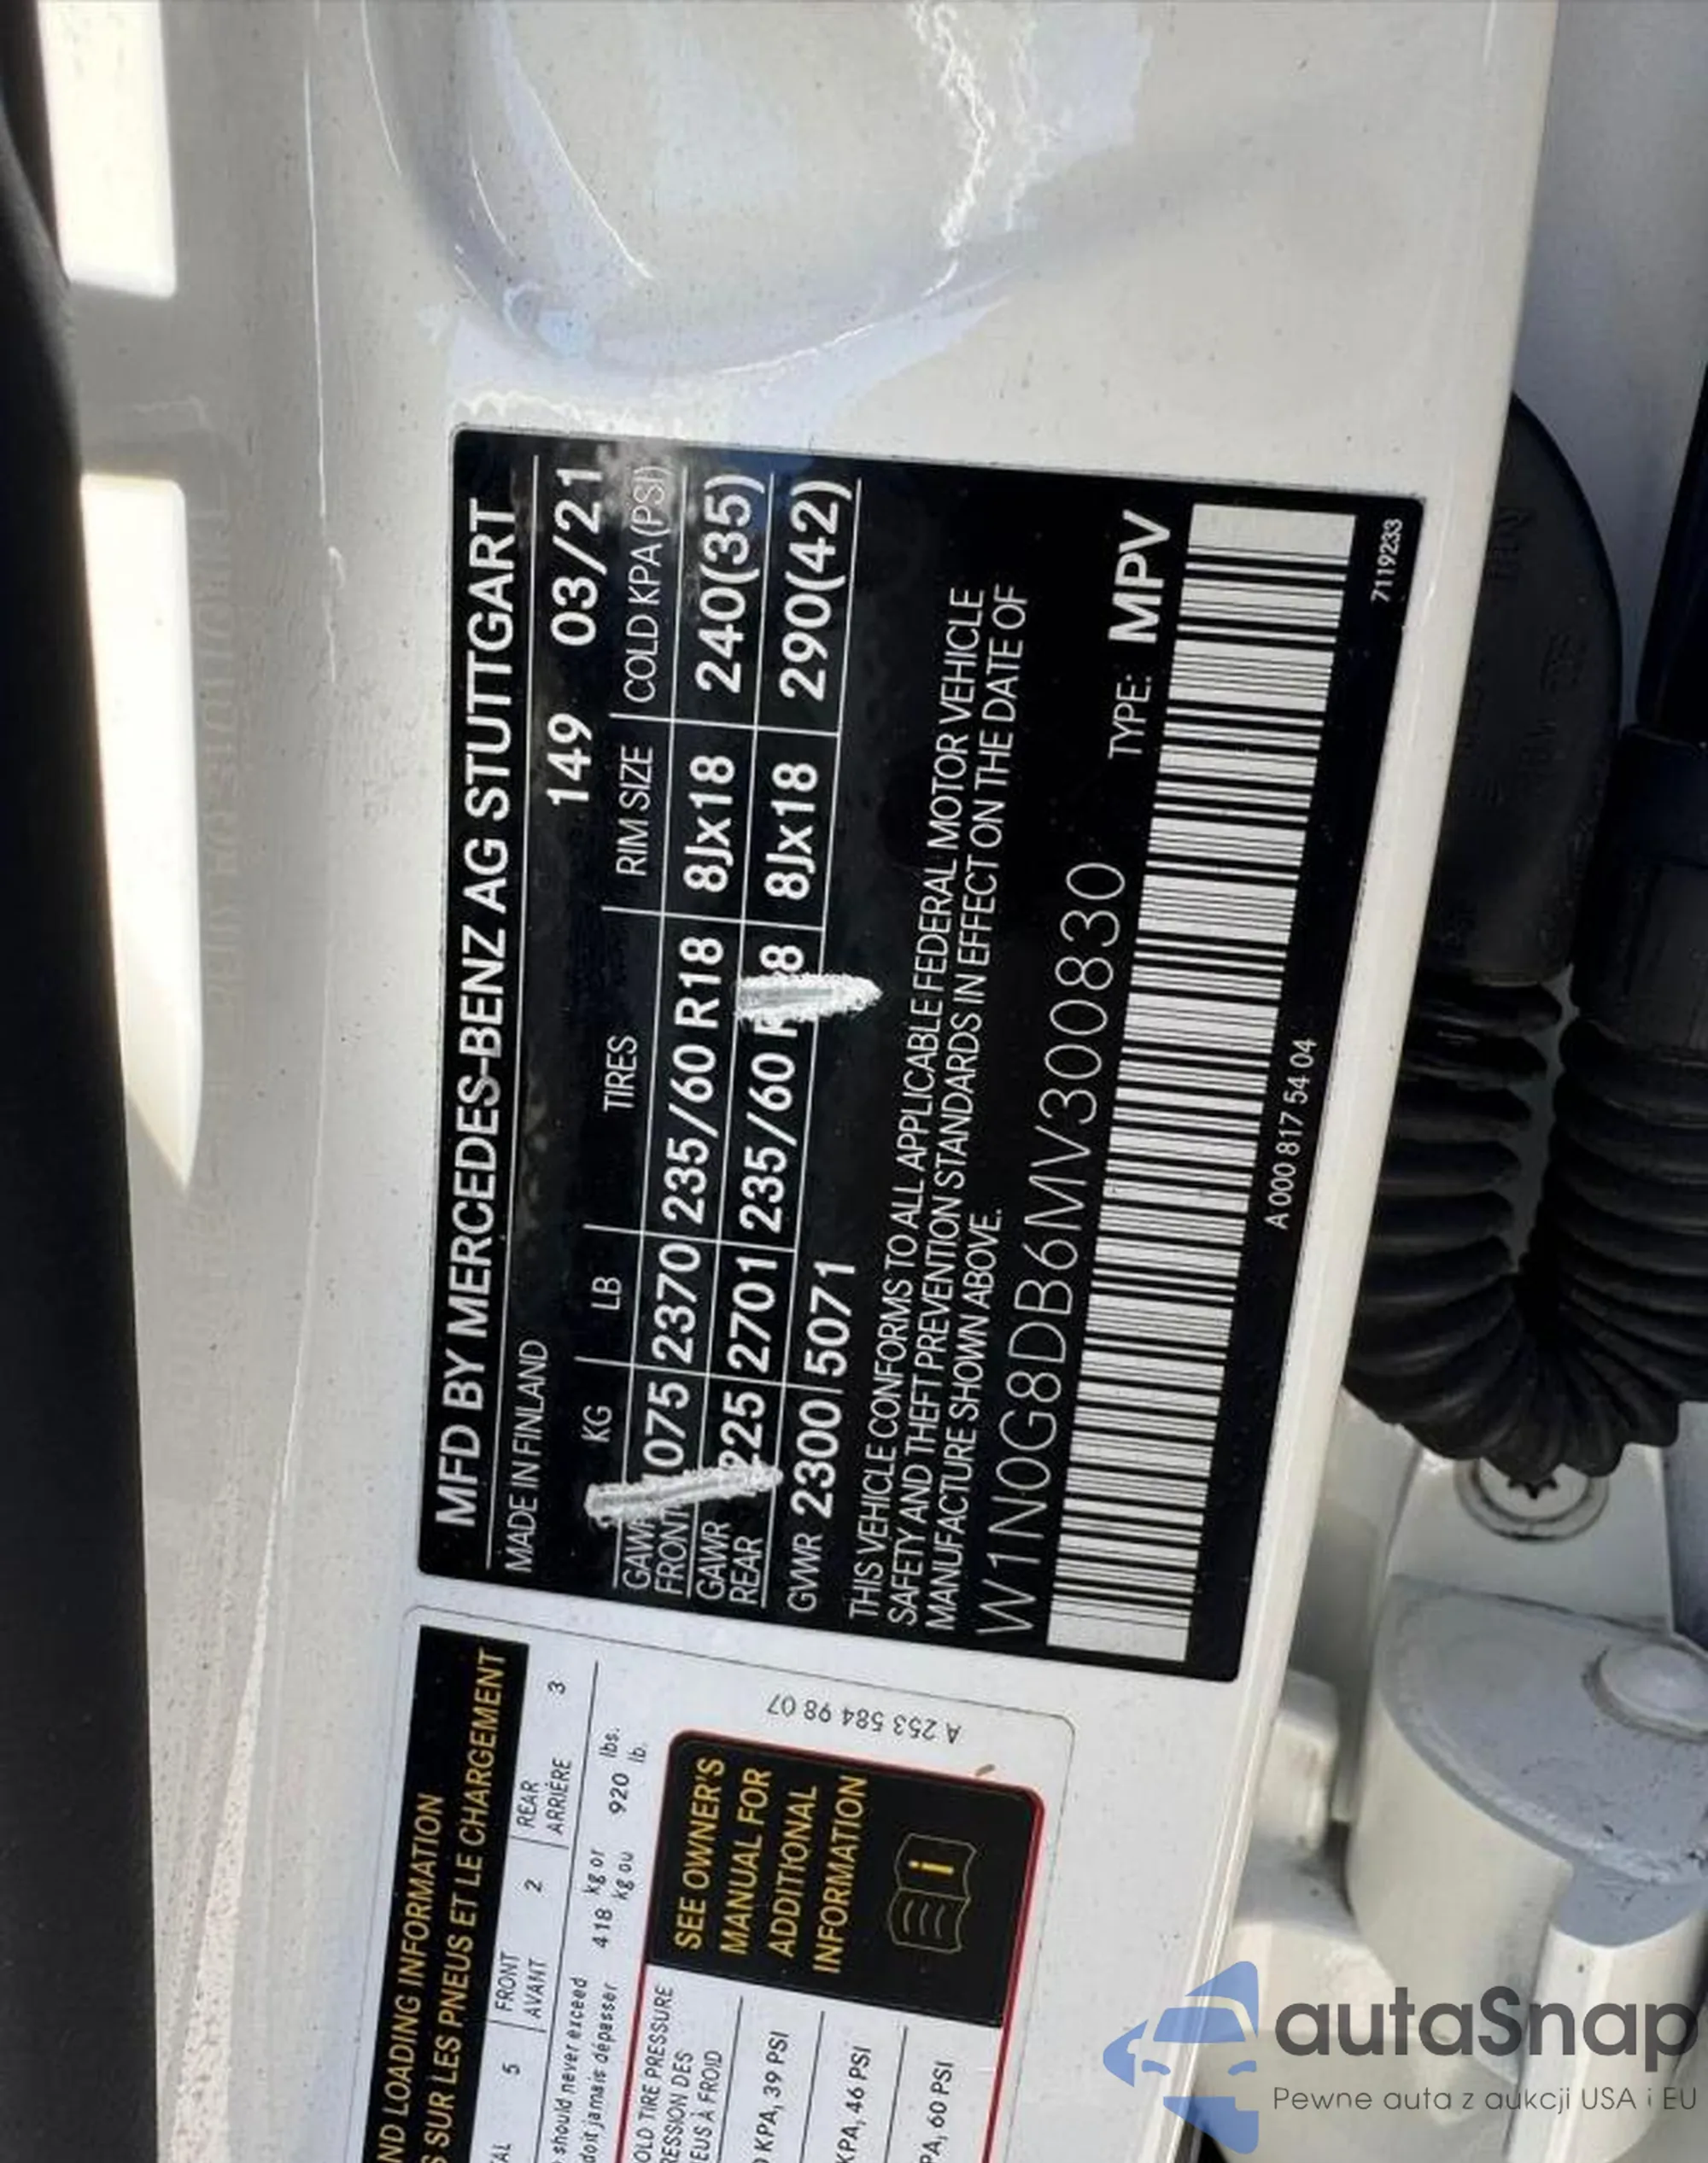 MFD BY MERCEDES-BENZ AG STUTTGART
MADE IN FINLAND 149 03/21
KG LB TIRES RIM SIZE COLD KPA (PSI)
GAWR FRONT 1075 2370 235/60 R18 8Jx18 240(35)
GAWR REAR 225 2701 235/60 8 8Jx18 290(42)
GVWR 2300 5071
THIS VEHICLE CONFORMS TO ALL APPLICABLE FEDERAL MOTOR VEHICLE
SAFETY AND THEFT PREVENTION STANDARDS IN EFFECT ON THE DATE OF
MANUFACTURE SHOWN ABOVE.
W1N0G8DB6MV300830 TYPE: MPV
A 000 817 54 04 7119233
LOADING INFORMATION
SUR LES PNEUS ET LE CHARGEMENT
5 FRONT 2 REAR 3
AVANT ARRIÈRE
should never exceed 418 kg or 920 lbs.
doit jamais dépasser kg ou lb.
TIRE PRESSURE
DES
À FROID
KPA, 39 PSI
KPA, 46 PSI
60 PSI
SEE OWNER'S
MANUAL FOR
ADDITIONAL
INFORMATION
i
A 253 584 98 07
autaSnap
Pewne auta z aukcji USA i EU